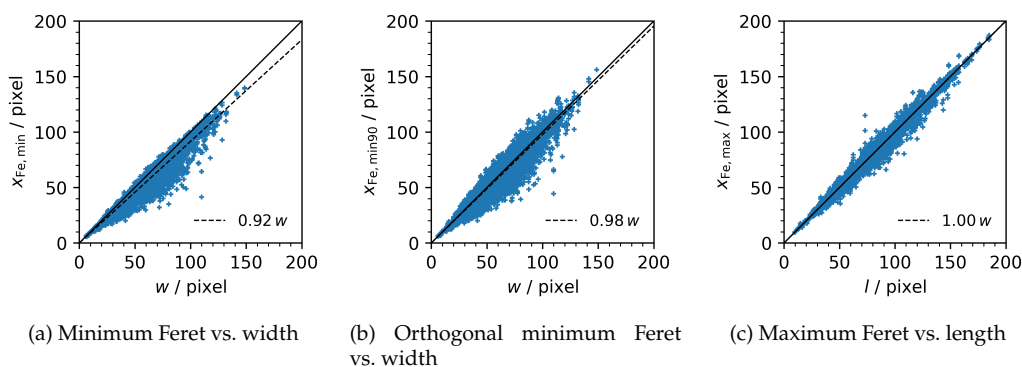 200
150
100
50
0
x_Fe,min / pixel
0.92 w
0 50 100 150 200
w / pixel
(a) Minimum Feret vs. width
200
150
100
50
0
x_Fe,min90 / pixel
0.98 w
0 50 100 150 200
w / pixel
(b) Orthogonal minimum Feret
vs. width
200
150
100
50
0
x_Fe,max / pixel
1.00 w
0 50 100 150 200
l / pixel
(c) Maximum Feret vs. length